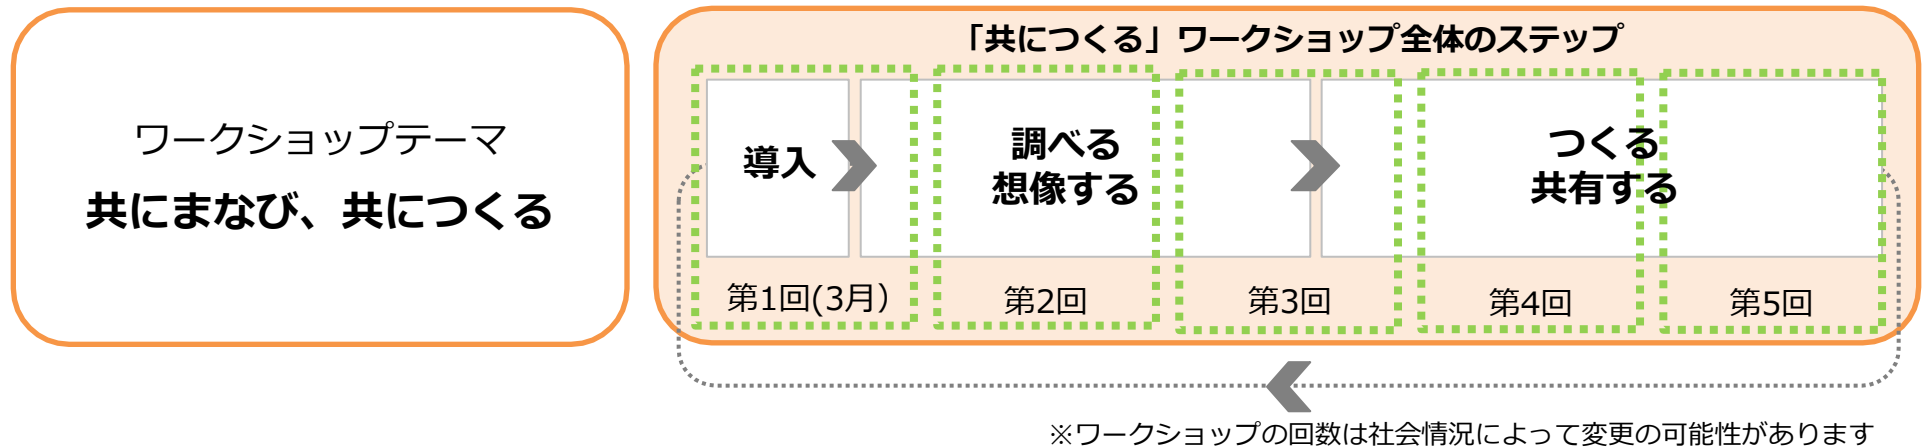 ワークショップテーマ
共にまなび、共につくる
「共につくる」ワークショップ全体のステップ
導入
調べる
想像する
つくる
共有する
第1回(3月）
第2回
第3回
第4回
第5回
※ワークショップの回数は社会情況によって変更の可能性があります